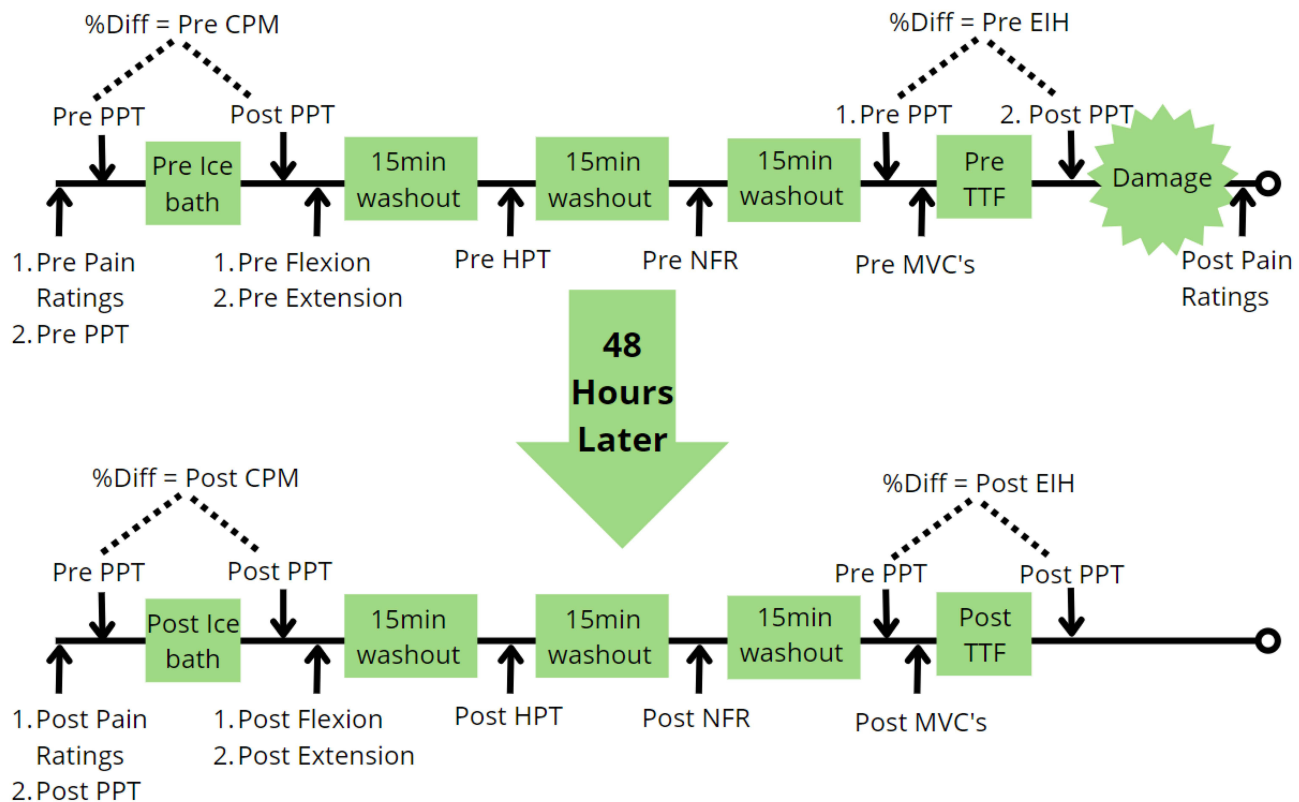 %Diff = Pre CPM
%Diff = Pre EIH
Pre PPT
Post PPT
1. Pre PPT
2. Post PPT
Pre Ice
bath
15min
washout
15min
washout
15min
washout
Pre
TTF
Damage
1. Pre Pain
Ratings
2. Pre PPT
1. Pre Flexion
2. Pre Extension
Pre HPT
Pre NFR
Pre MVC's
Post Pain
Ratings
48
Hours
Later
%Diff = Post CPM
%Diff = Post EIH
Pre PPT
Post PPT
Pre PPT
Post PPT
Post Ice
bath
15min
washout
15min
washout
15min
washout
Post
TTF
1. Post Pain
Ratings
2. Post PPT
1. Post Flexion
2. Post Extension
Post HPT
Post NFR
Post MVC's